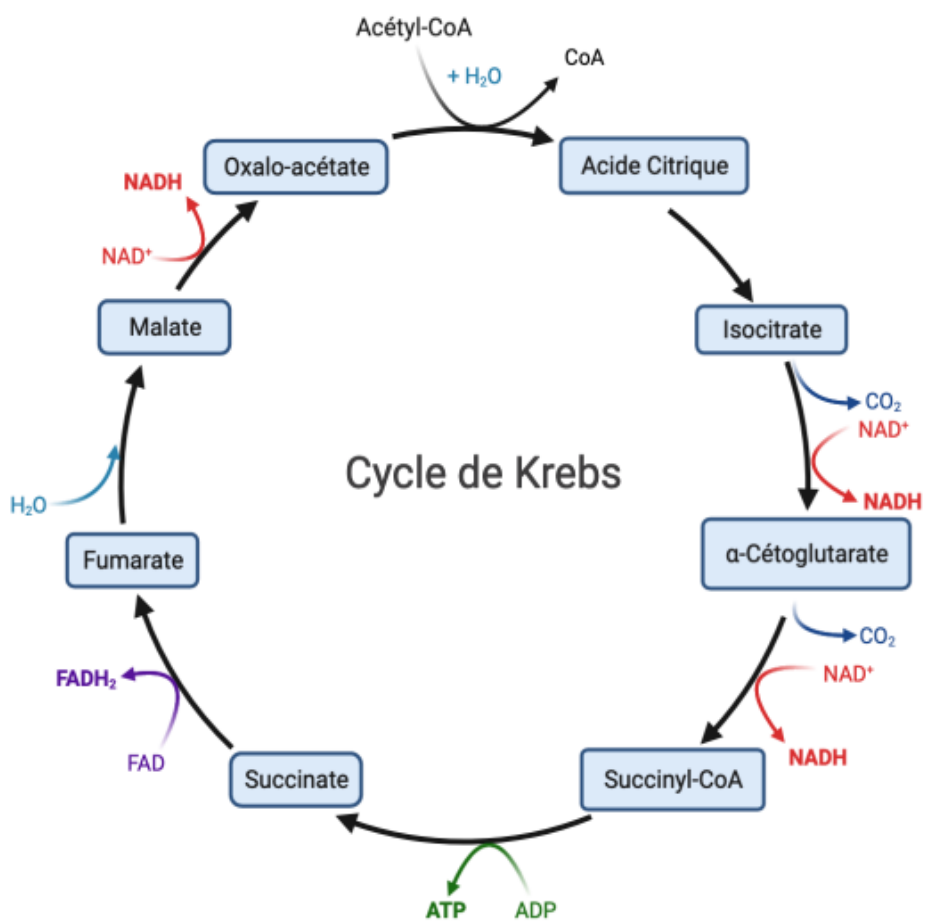 Acétyl-CoA
+ H₂O
CoA
Oxalo-acétate
Acide Citrique
NADH
NAD⁺
Malate
Isocitrate
CO₂
NAD⁺
NADH
Cycle de Krebs
H₂O
Fumarate
α-Cétoglutarate
CO₂
NAD⁺
NADH
FADH₂
FAD
Succinate
Succinyl-CoA
ATP
ADP